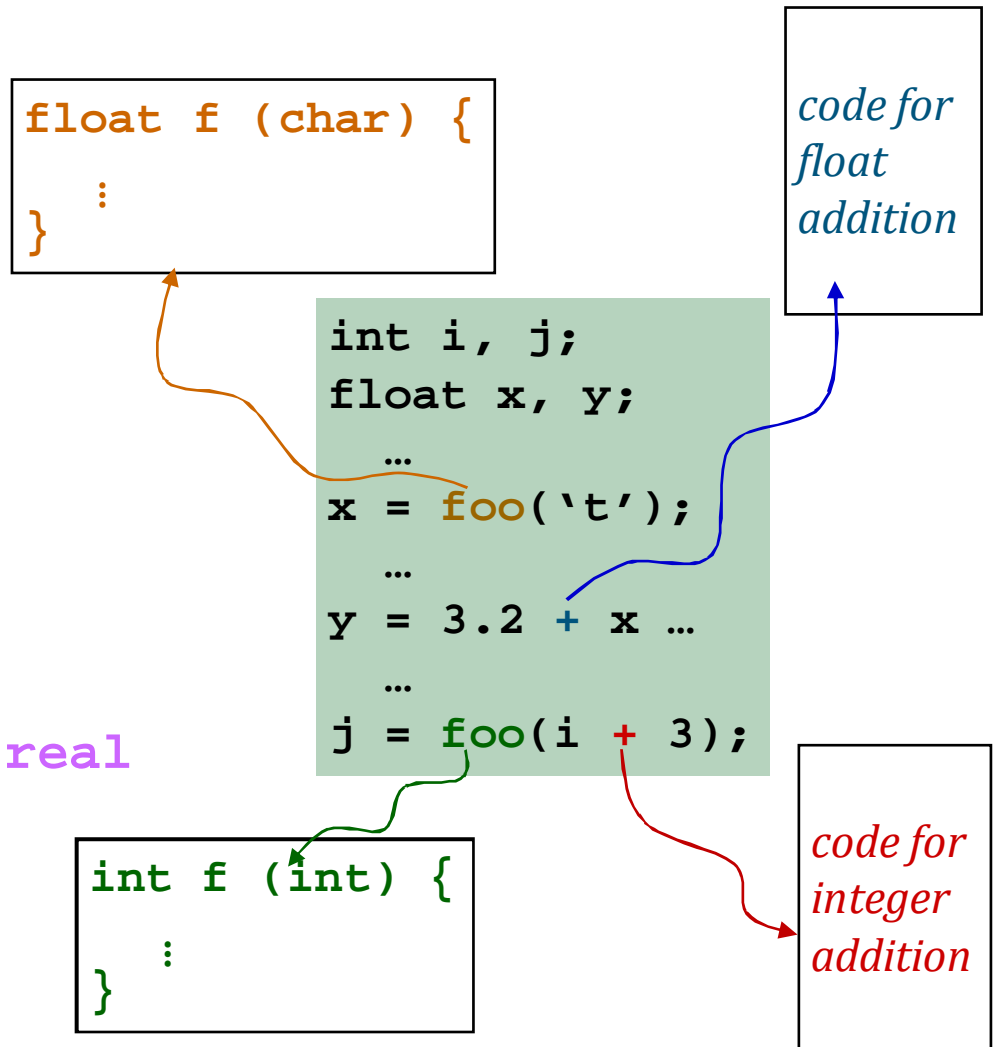 float f (char) {
⋮
}
code for
float
addition
int i, j;
float x, y;
…
x = foo(‘t’);
…
y = 3.2 + x …
…
j = foo(i + 3);
real
int f (int) {
⋮
}
code for
integer
addition